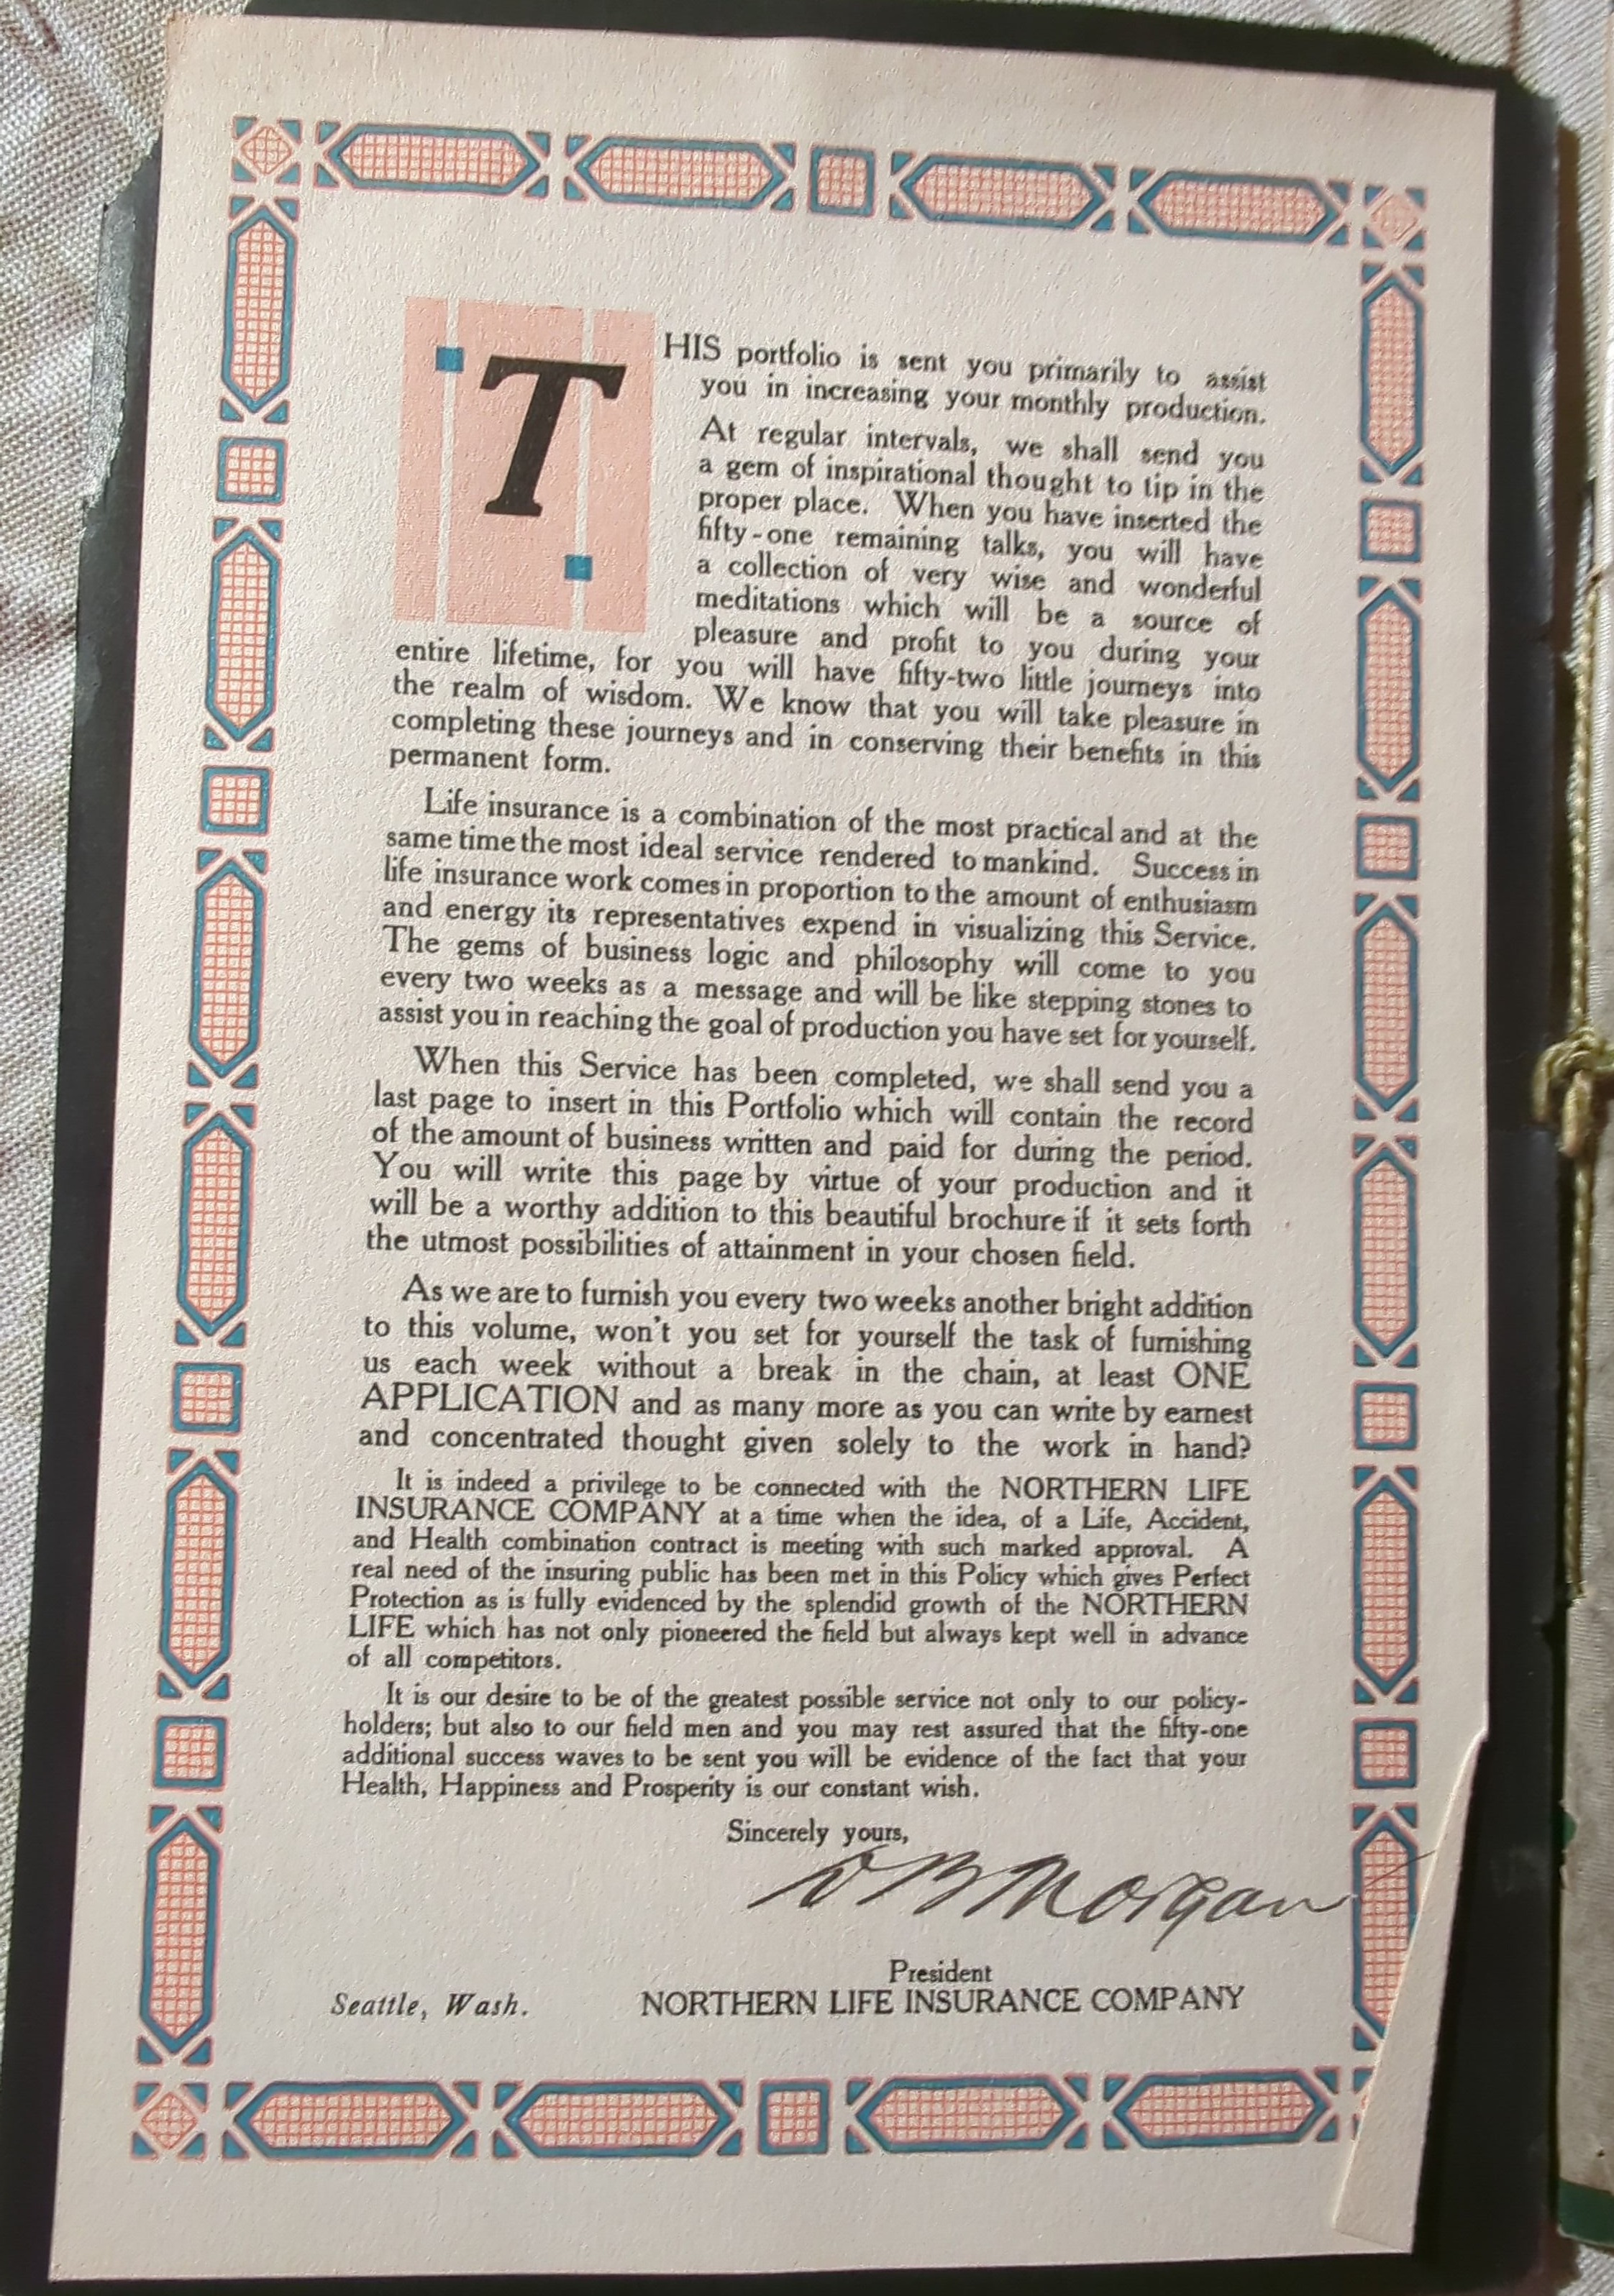 THIS portfolio is sent you primarily to assist
you in increasing your monthly production.
At regular intervals, we shall send you
a gem of inspirational thought to tip in the
proper place. When you have inserted the
fifty-one remaining talks, you will have
a collection of very wise and wonderful
meditations which will be a source of
pleasure and profit to you during your
entire lifetime, for you will have fifty-two little journeys into
the realm of wisdom. We know that you will take pleasure in
completing these journeys and in conserving their benefits in this
permanent form.
Life insurance is a combination of the most practical and at the
same time the most ideal service rendered to mankind. Success in
life insurance work comes in proportion to the amount of enthusiasm
and energy its representatives expend in visualizing this Service.
The gems of business logic and philosophy will come to you
every two weeks as a message and will be like stepping stones to
assist you in reaching the goal of production you have set for yourself.
When this Service has been completed, we shall send you a
last page to insert in this Portfolio which will contain the record
of the amount of business written and paid for during the period.
You will write this page by virtue of your production and it
will be a worthy addition to this beautiful brochure if it sets forth
the utmost possibilities of attainment in your chosen field.
As we are to furnish you every two weeks another bright addition
to this volume, won't you set for yourself the task of furnishing
us each week without a break in the chain, at least ONE
APPLICATION and as many more as you can write by earnest
and concentrated thought given solely to the work in hand?
It is indeed a privilege to be connected with the NORTHERN LIFE
INSURANCE COMPANY at a time when the idea, of a Life, Accident,
and Health combination contract is meeting with such marked approval. A
real need of the insuring public has been met in this Policy which gives Perfect
Protection as is fully evidenced by the splendid growth of the NORTHERN
LIFE which has not only pioneered the field but always kept well in advance
of all competitors.
It is our desire to be of the greatest possible service not only to our policy-
holders; but also to our field men and you may rest assured that the fifty-one
additional success waves to be sent you will be evidence of the fact that your
Health, Happiness and Prosperity is our constant wish.
Sincerely yours,
D B Morgan
President
Seattle, Wash. NORTHERN LIFE INSURANCE COMPANY